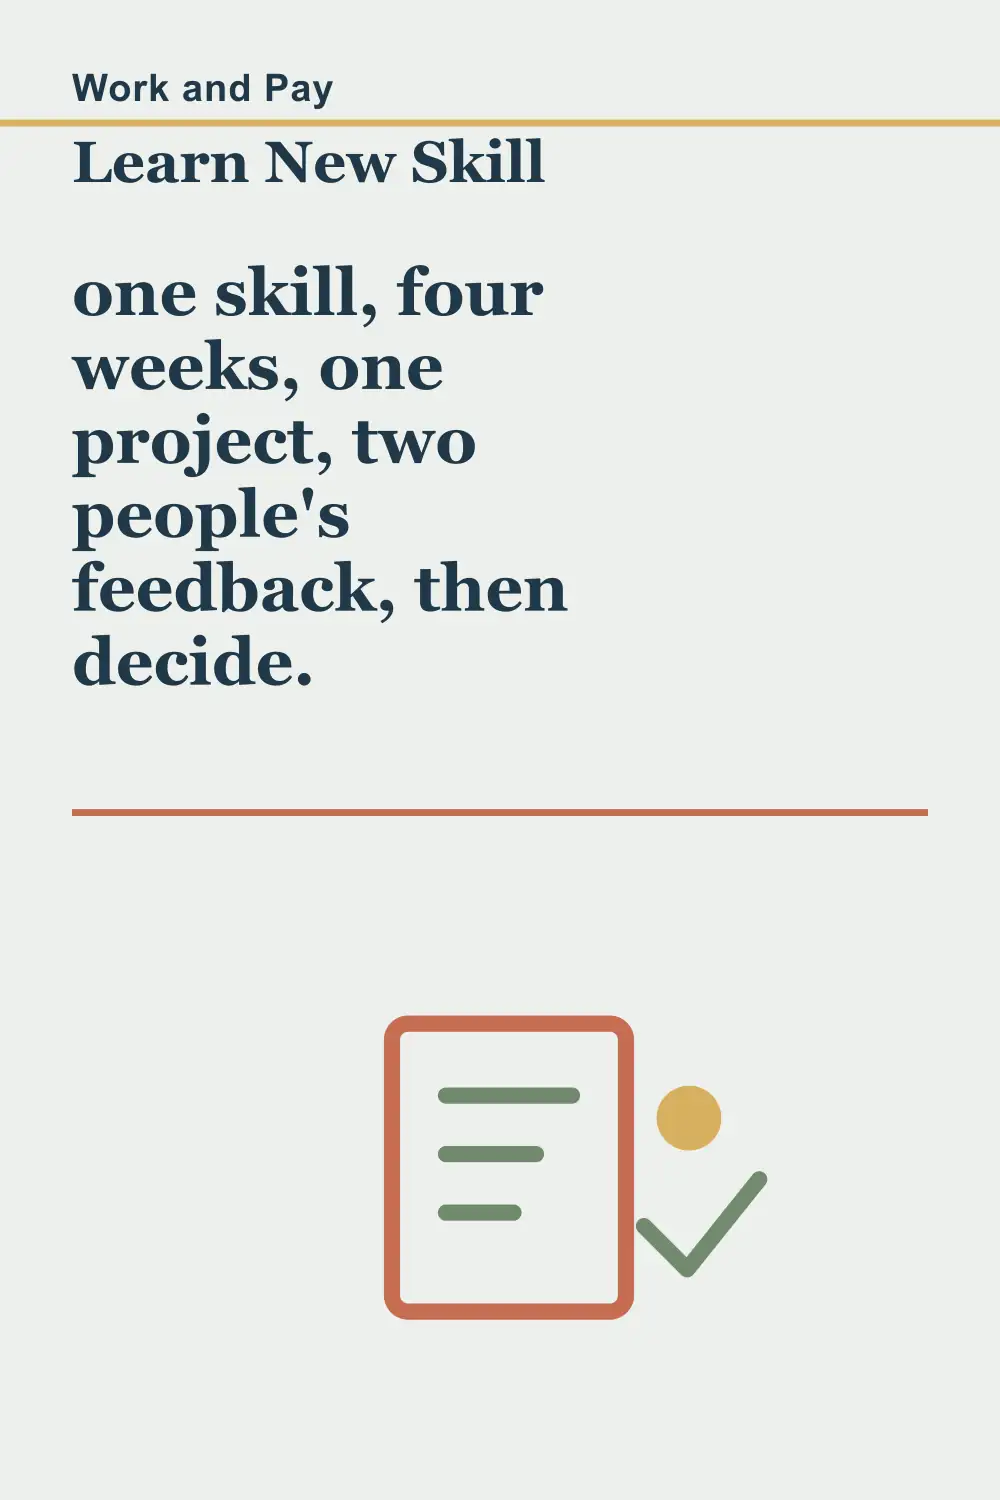 Work and Pay
Learn New Skill
one skill, four
weeks, one
project, two
people's
feedback, then
decide.